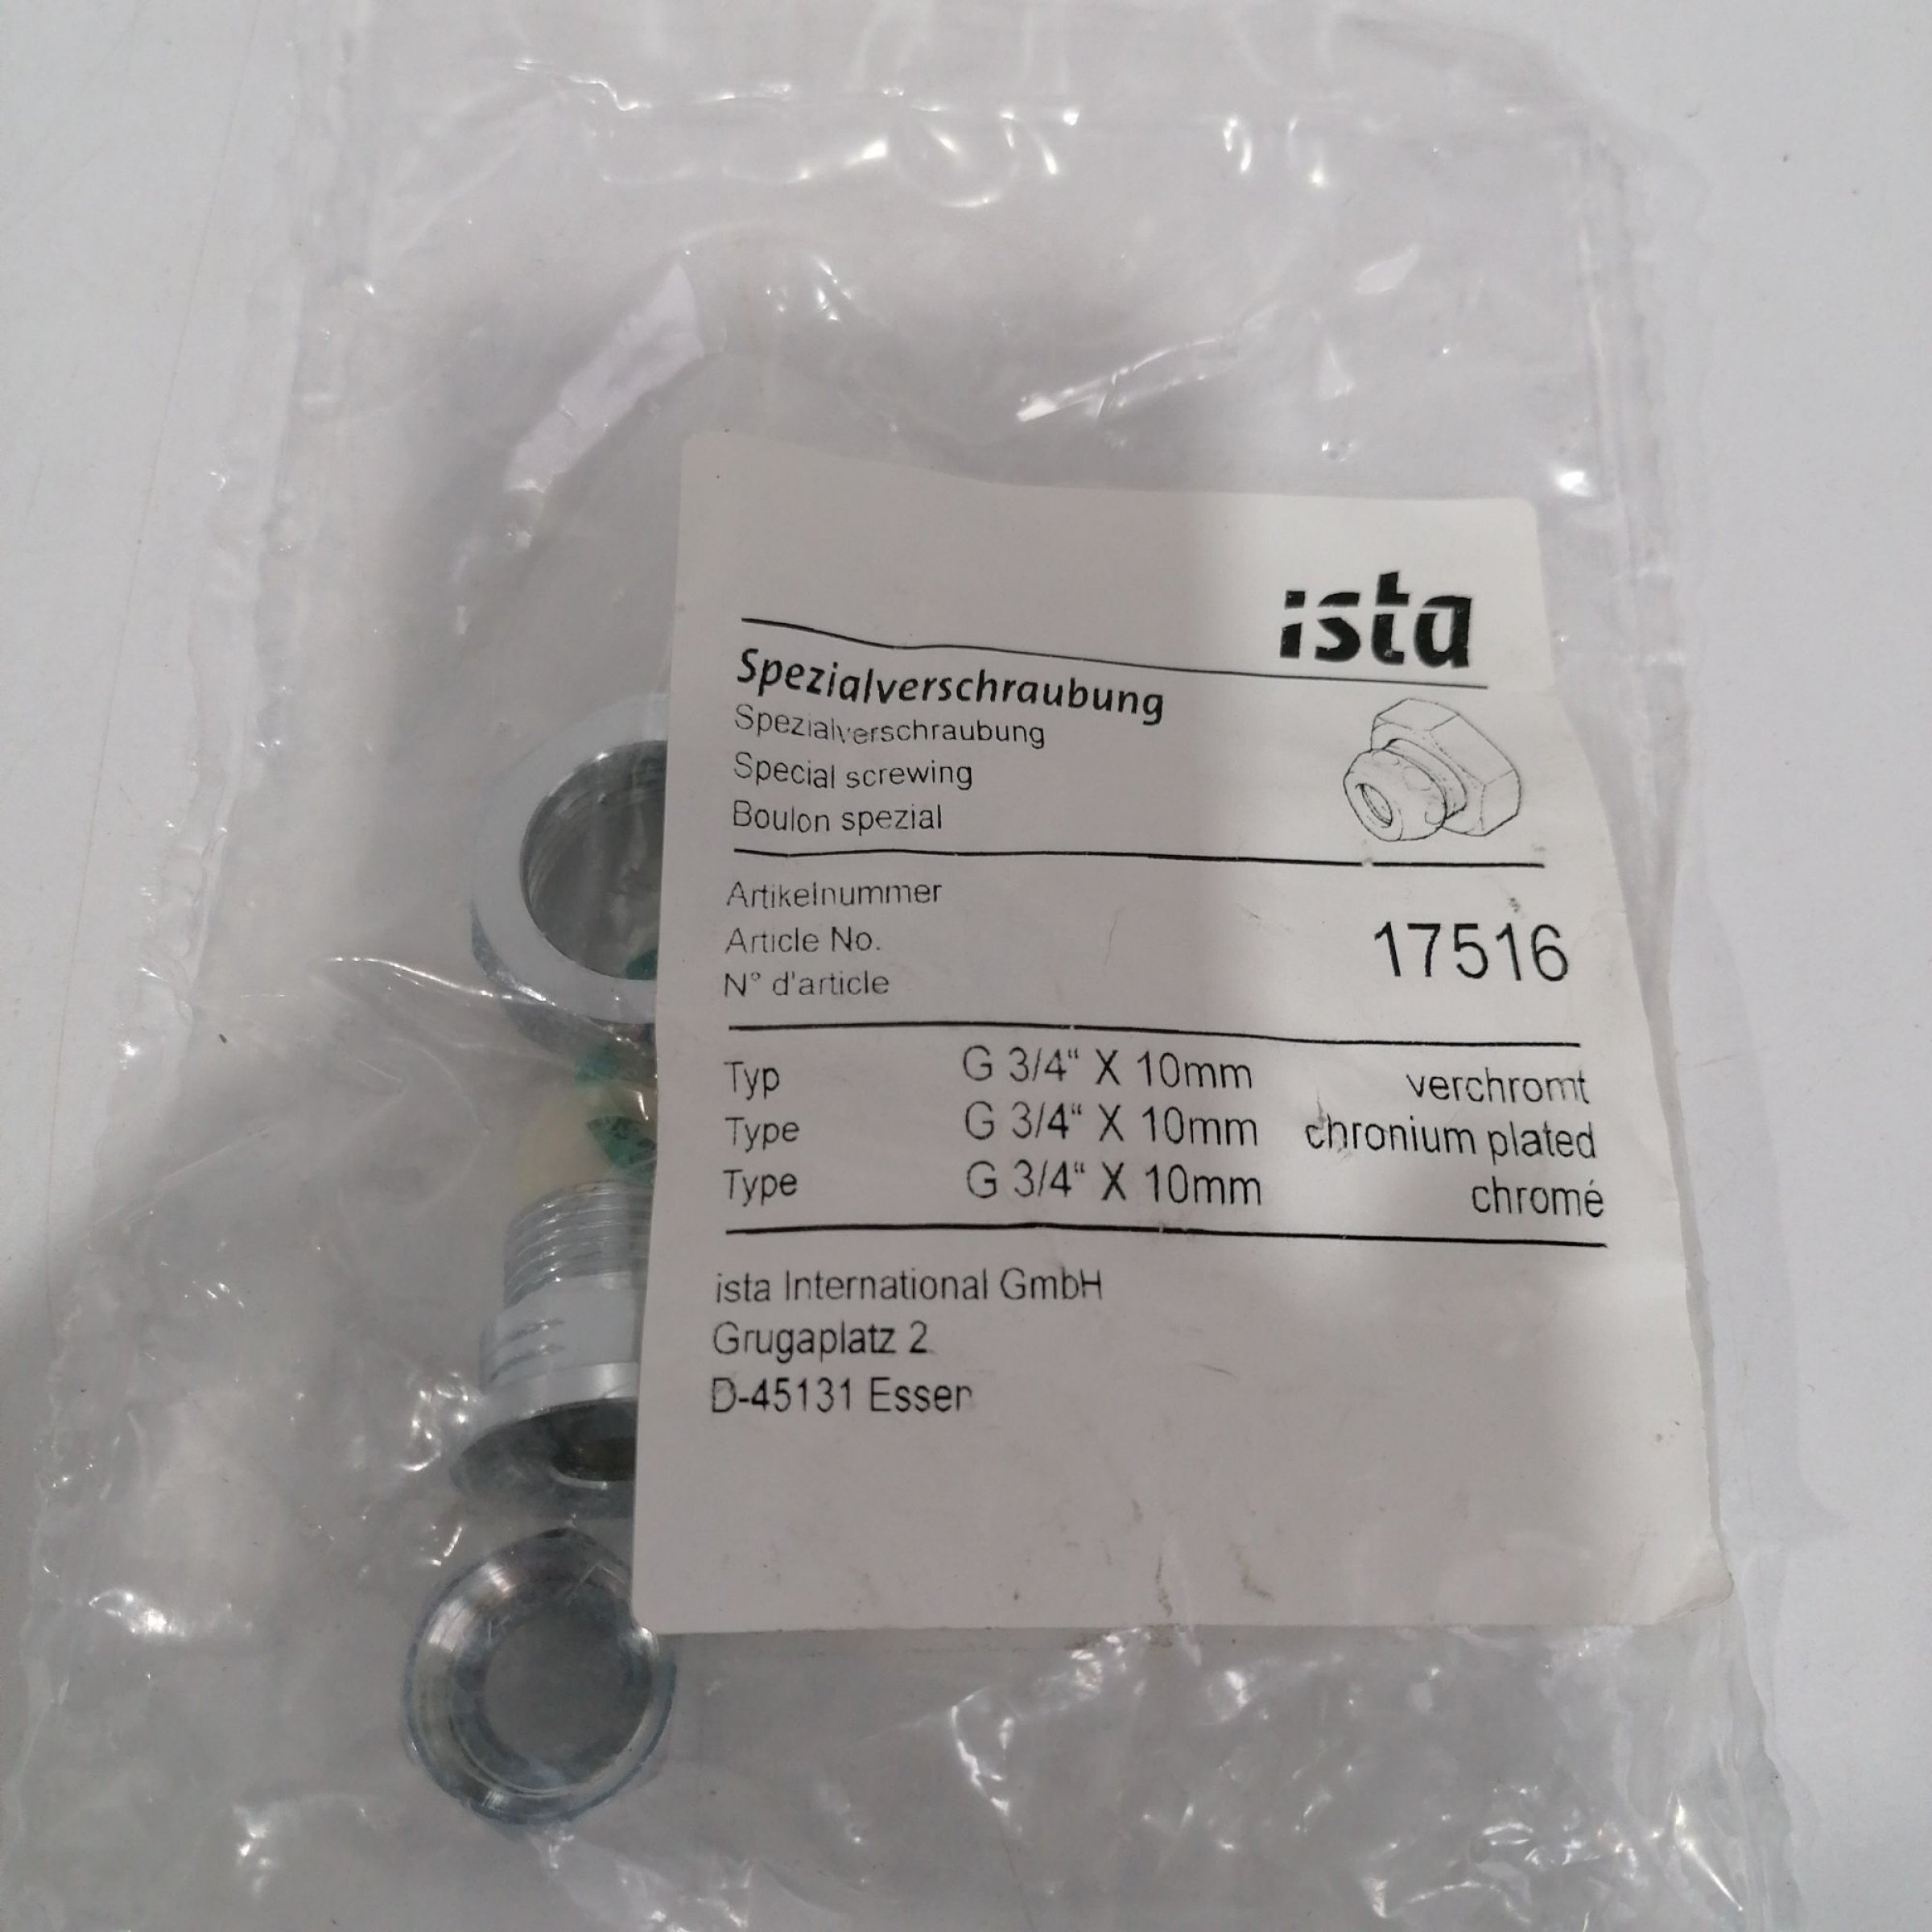 ista
Spezialverschraubung
Spezialverschraubung
Special screwing
Boulon spezial
Artikelnummer
Article No.
N° d'article
17516
Typ G 3/4“ X 10mm verchromt
Type G 3/4“ X 10mm chronium plated
Type G 3/4“ X 10mm chromé
ista International GmbH
Grugaplatz 2
D-45131 Essen